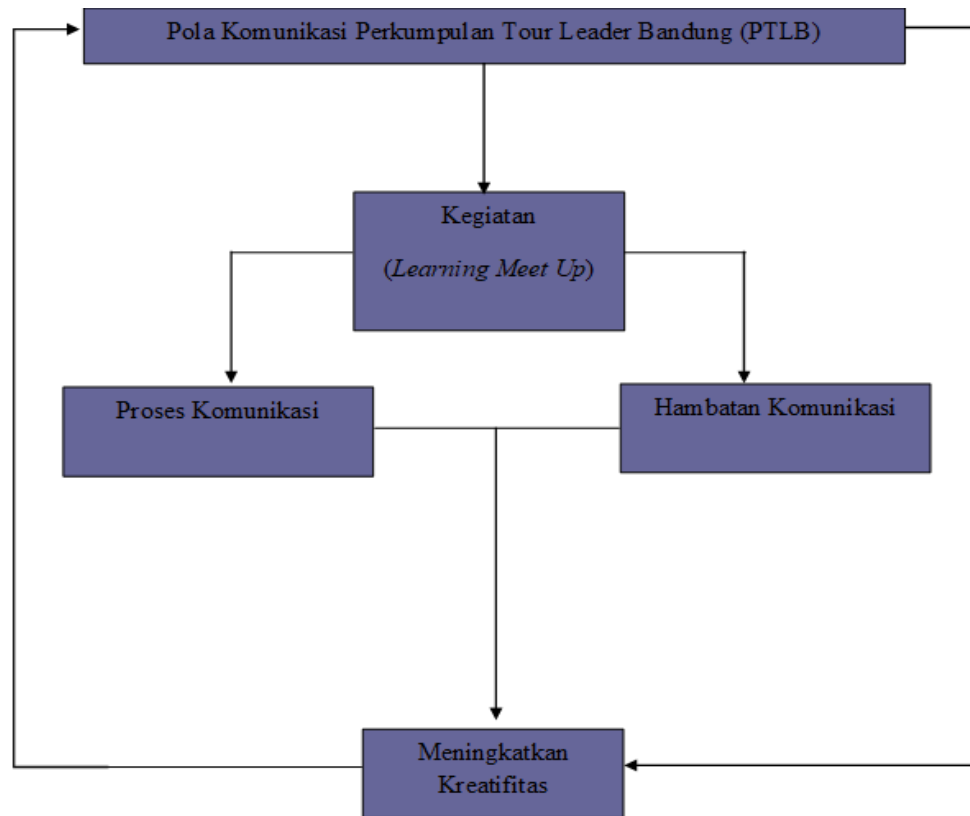 Pola Komunikasi Perkumpulan Tour Leader Bandung (PTLB)
Kegiatan
(Learning Meet Up)
Proses Komunikasi
Hambatan Komunikasi
Meningkatkan
Kreatifitas